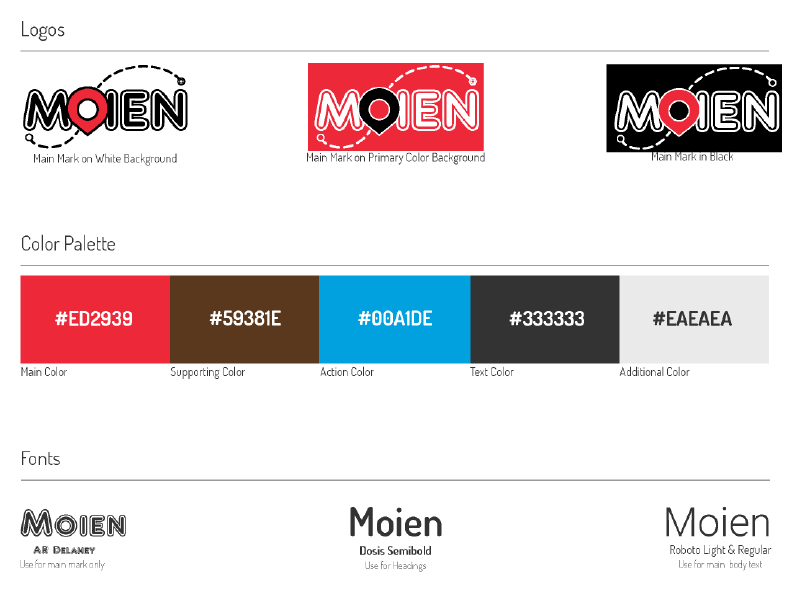 Logos
MOIEN
MOIEN
MOIEN
Main Mark on White Background
Main Mark on Primary Color Background
Main Mark in Black
Color Palette
#ED2939
#59381E
#00A1DE
#333333
#EAEAEA
Main Color
Supporting Color
Action Color
Text Color
Additional Color
Fonts
MOIEN
Moien
Moien
AR DELANEY
Dosis Semibold
Roboto Light & Regular
Use for main mark only
Use for Headings
Use for main body text